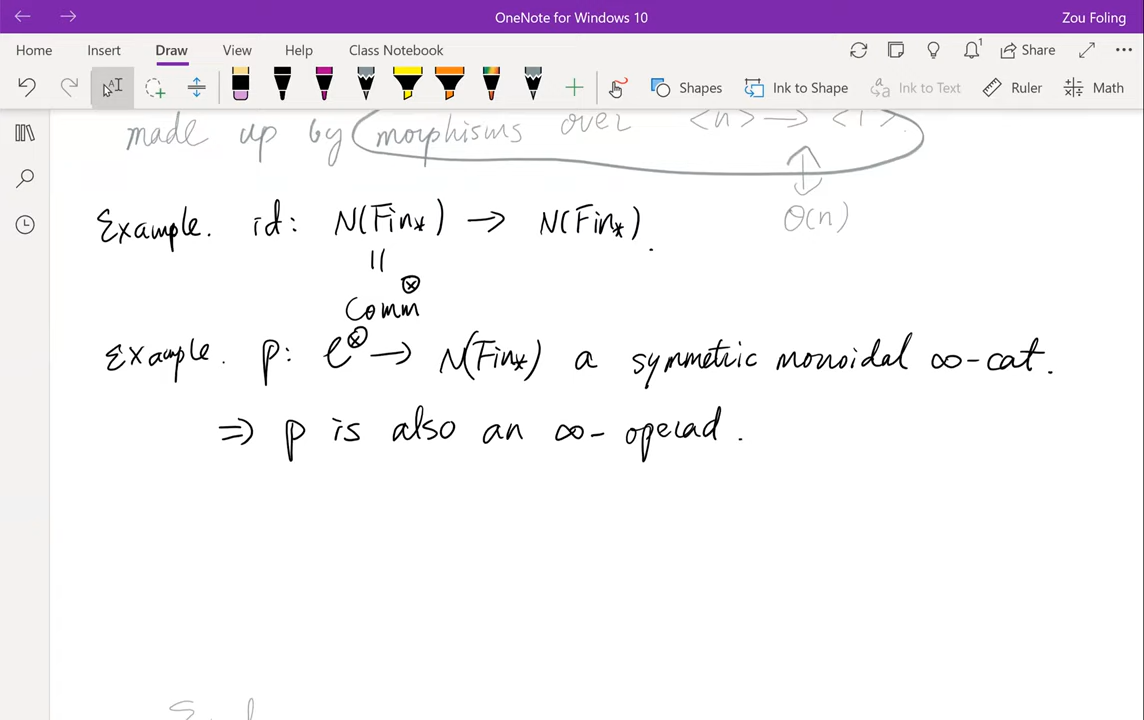 OneNote for Windows 10
Zou Foling
Home Insert Draw View Help Class Notebook
1 Share
Shapes Ink to Shape Ink to Text Ruler Math
made up by morphisms over <n> → <1>.
Example. id: N(Fin*) → N(Fin*). O(n)
||
Comm^⊗
Example. p: C^⊗ → N(Fin*) a symmetric monoidal ∞-cat.
⇒ p is also an ∞-operad.